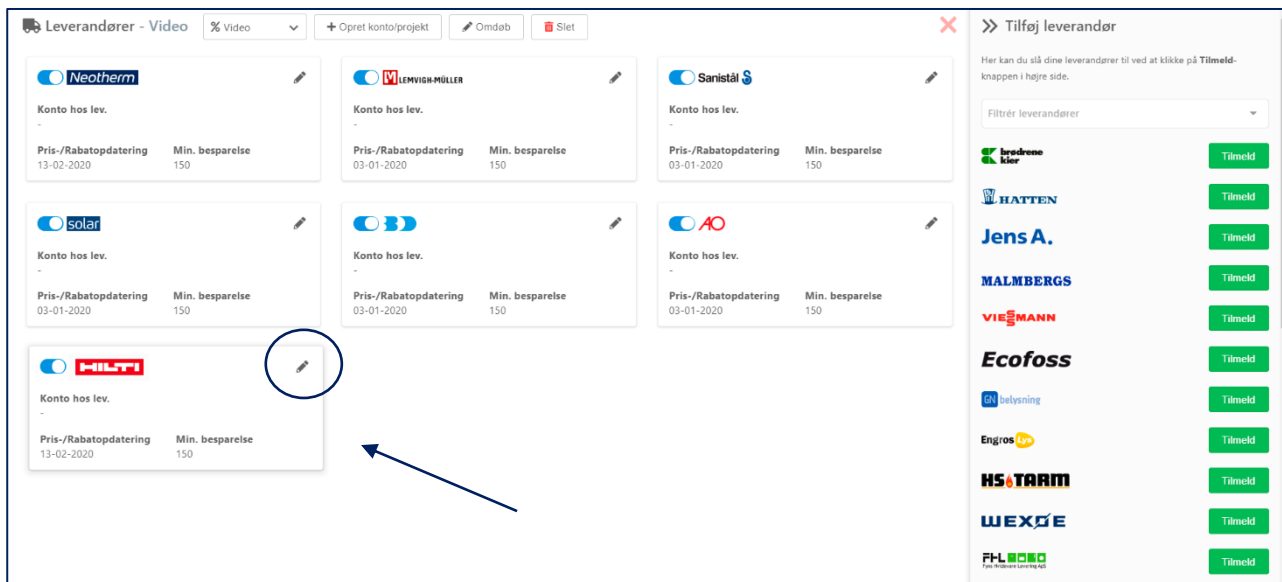 Leverandører - Video
% Video
+ Opret konto/projekt
Omdøb
Slet
Neotherm
Konto hos lev.
-
Pris-/Rabatopdatering Min. besparelse
13-02-2020 150
LEMVIGH-MÜLLER
Konto hos lev.
-
Pris-/Rabatopdatering Min. besparelse
03-01-2020 150
Sanistål
Konto hos lev.
-
Pris-/Rabatopdatering Min. besparelse
03-01-2020 150
solar
Konto hos lev.
-
Pris-/Rabatopdatering Min. besparelse
03-01-2020 150
BD
Konto hos lev.
-
Pris-/Rabatopdatering Min. besparelse
03-01-2020 150
AO
Konto hos lev.
-
Pris-/Rabatopdatering Min. besparelse
03-01-2020 150
HILTI
Konto hos lev.
-
Pris-/Rabatopdatering Min. besparelse
13-02-2020 150
Tilføj leverandør
Her kan du slå dine leverandører til ved at klikke på Tilmeld-
knappen i højre side.
Filtrér leverandører
brødrene
kier
Tilmeld
HATTEN Tilmeld
Jens A. Tilmeld
MALMBERGS Tilmeld
VIESSMANN Tilmeld
Ecofoss Tilmeld
GN belysning Tilmeld
Engros Lys Tilmeld
HS TARM Tilmeld
WEXØE Tilmeld
FHL Tilmeld
Fyns Hvidevare Levering ApS